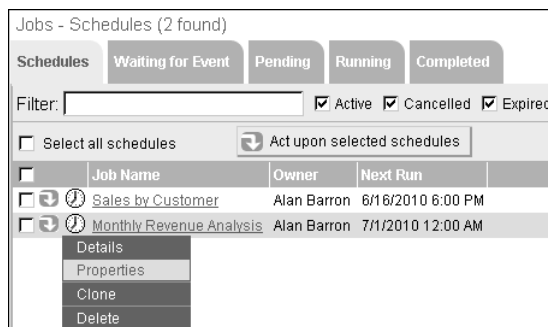 Jobs - Schedules (2 found)
Schedules Waiting for Event Pending Running Completed
Filter: Active Cancelled Expired
Select all schedules Act upon selected schedules
Job Name Owner Next Run
Sales by Customer Alan Barron 6/16/2010 6:00 PM
Monthly Revenue Analysis Alan Barron 7/1/2010 12:00 AM
Details
Properties
Clone
Delete